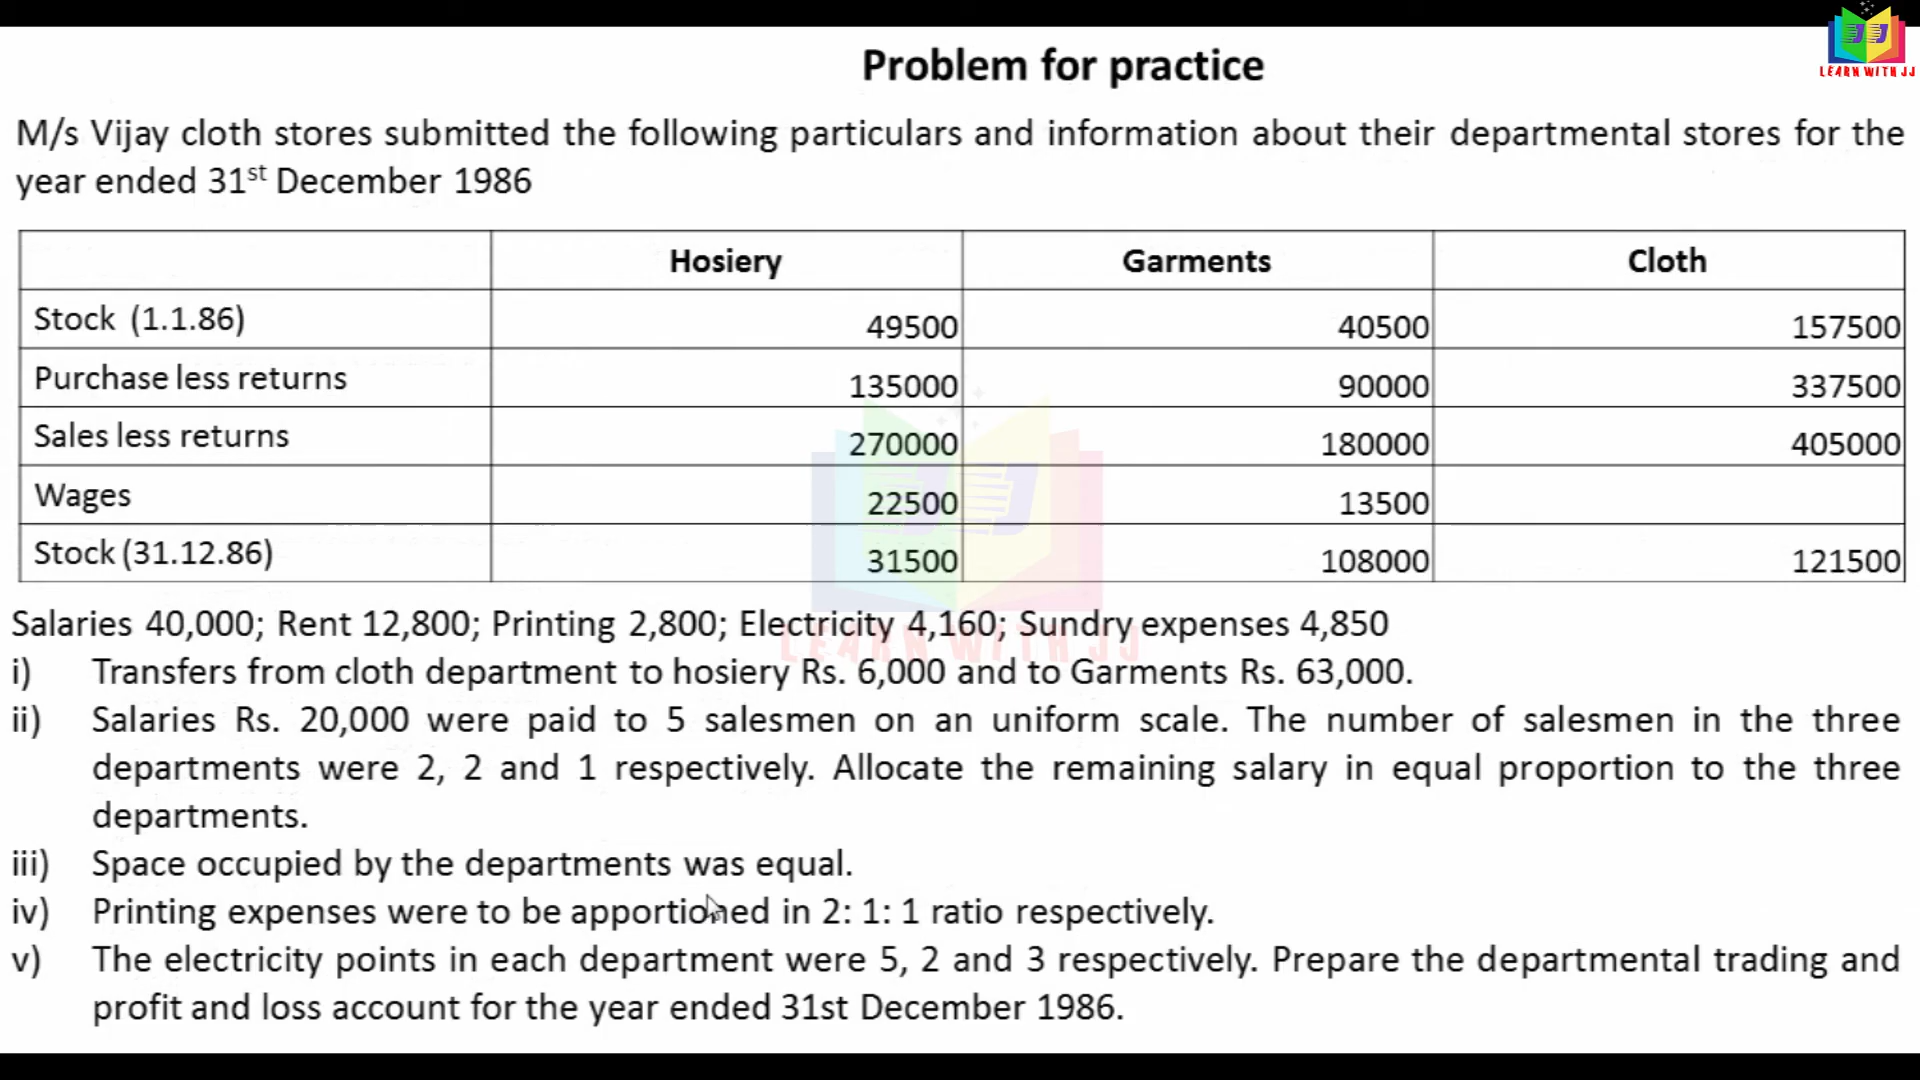 LEARN WITH JJ
Problem for practice
M/s Vijay cloth stores submitted the following particulars and information about their departmental stores for the
year ended 31st December 1986
Hosiery Garments Cloth
Stock (1.1.86) 49500 40500 157500
Purchase less returns 135000 90000 337500
Sales less returns 270000 180000 405000
Wages 22500 13500
Stock (31.12.86) 31500 108000 121500
Salaries 40,000; Rent 12,800; Printing 2,800; Electricity 4,160; Sundry expenses 4,850
LEARN WITH JJ
i) Transfers from cloth department to hosiery Rs. 6,000 and to Garments Rs. 63,000.
ii) Salaries Rs. 20,000 were paid to 5 salesmen on an uniform scale. The number of salesmen in the three
departments were 2, 2 and 1 respectively. Allocate the remaining salary in equal proportion to the three
departments.
iii) Space occupied by the departments was equal.
iv) Printing expenses were to be apportioned in 2: 1: 1 ratio respectively.
v) The electricity points in each department were 5, 2 and 3 respectively. Prepare the departmental trading and
profit and loss account for the year ended 31st December 1986.